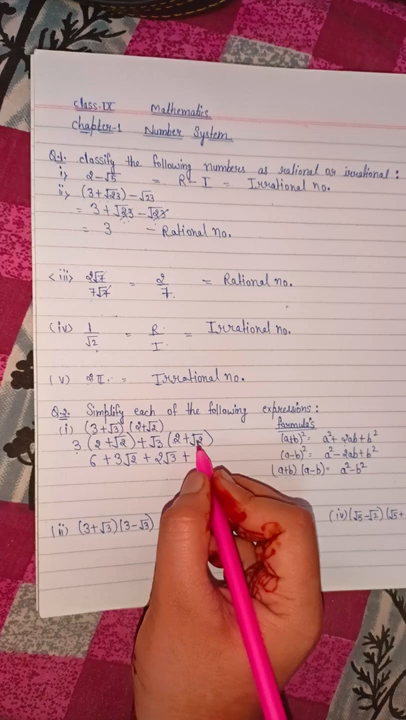 Class-IX Mathematics
Chapter-1 Number System
Q.1. Classify the following numbers as rational or irrational :
i) 2-√5 = R-I = Irrational no.
ii) (3+√23)-√23
= 3+√23-√23
= 3 - Rational no.
(iii) 2√7/7√7 = 2/7 = Rational no.
(iv) 1/√2 = R/I = Irrational no.
(v) 2π = Irrational no.
Q.2. Simplify each of the following expressions :
(i) (3+√3)(2+√2) Formula's
3(2+√2)+√3(2+√2) (a+b)² = a²+2ab+b²
6+3√2+2√3+ (a-b)² = a²-2ab+b²
(a+b)(a-b) = a²-b²
(ii) (3+√3)(3-√3) (iv) (√5-√2)(√5+